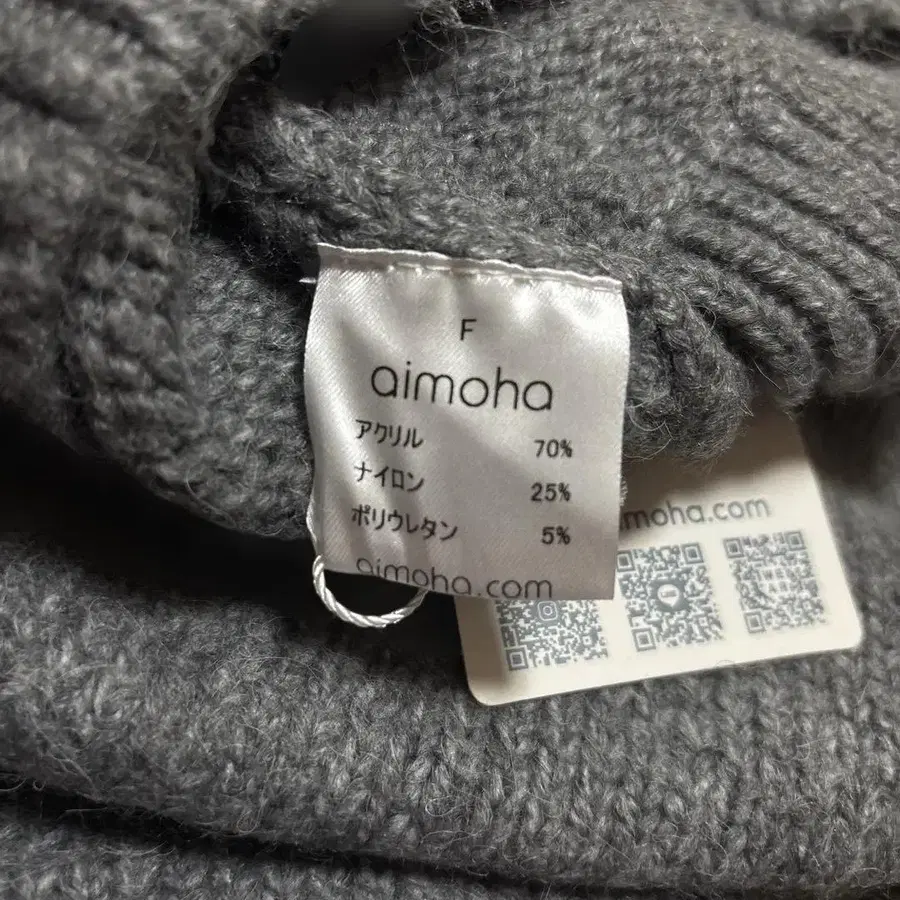 F
aimoha
アクリル 70%
ナイロン 25%
ポリウレタン 5%
aimoha.com
imoha.com